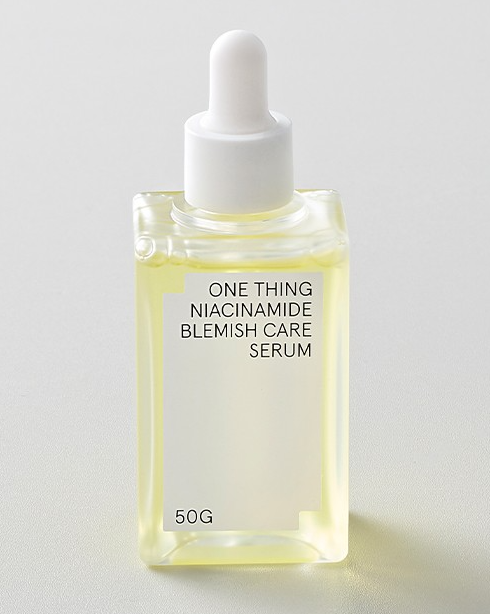 ONE THING
NIACINAMIDE
BLEMISH CARE
SERUM
50G